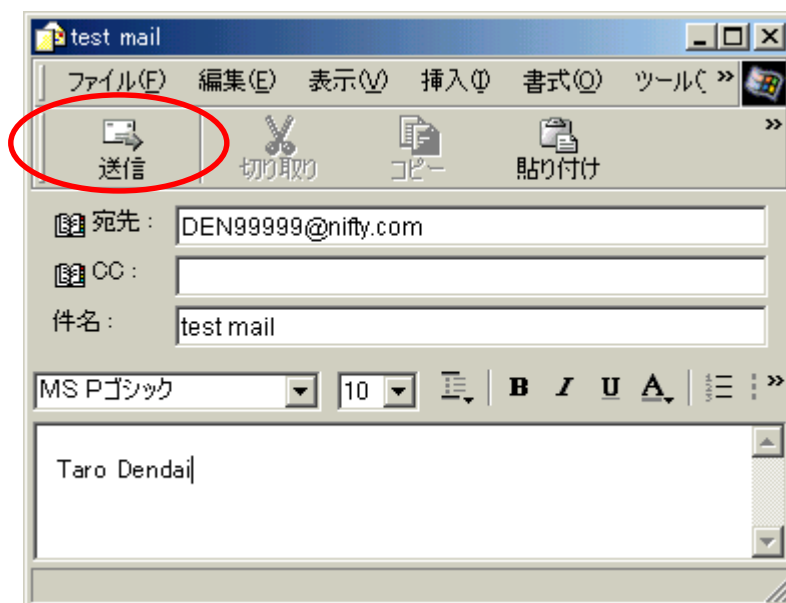 test mail
ファイル(F) 編集(E) 表示(V) 挿入(I) 書式(O) ツール( »
送信 切り取り コピー 貼り付け »
宛先: DEN99999@nifty.com
CC:
件名: test mail
MS Pゴシック 10 B I U A »
Taro Dendai